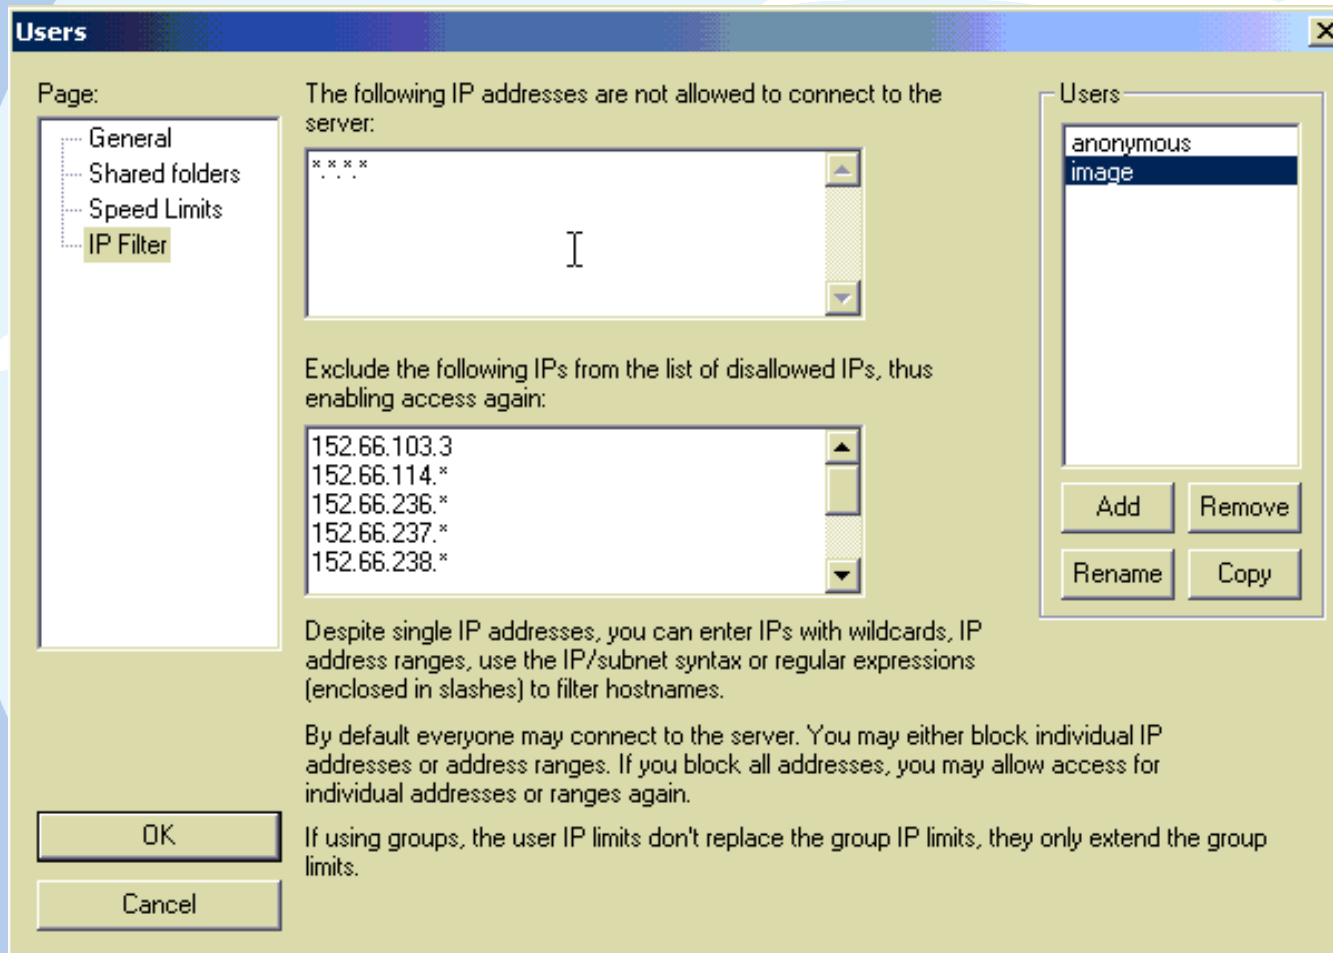 Users
Page:
General
Shared folders
Speed Limits
IP Filter
The following IP addresses are not allowed to connect to the
server:
*.*.*.*
Exclude the following IPs from the list of disallowed IPs, thus
enabling access again:
152.66.103.3
152.66.114.*
152.66.236.*
152.66.237.*
152.66.238.*
Despite single IP addresses, you can enter IPs with wildcards, IP
address ranges, use the IP/subnet syntax or regular expressions
(enclosed in slashes) to filter hostnames.
By default everyone may connect to the server. You may either block individual IP
addresses or address ranges. If you block all addresses, you may allow access for
individual addresses or ranges again.
If using groups, the user IP limits don't replace the group IP limits, they only extend the group
limits.
Users
anonymous
image
Add
Remove
Rename
Copy
OK
Cancel